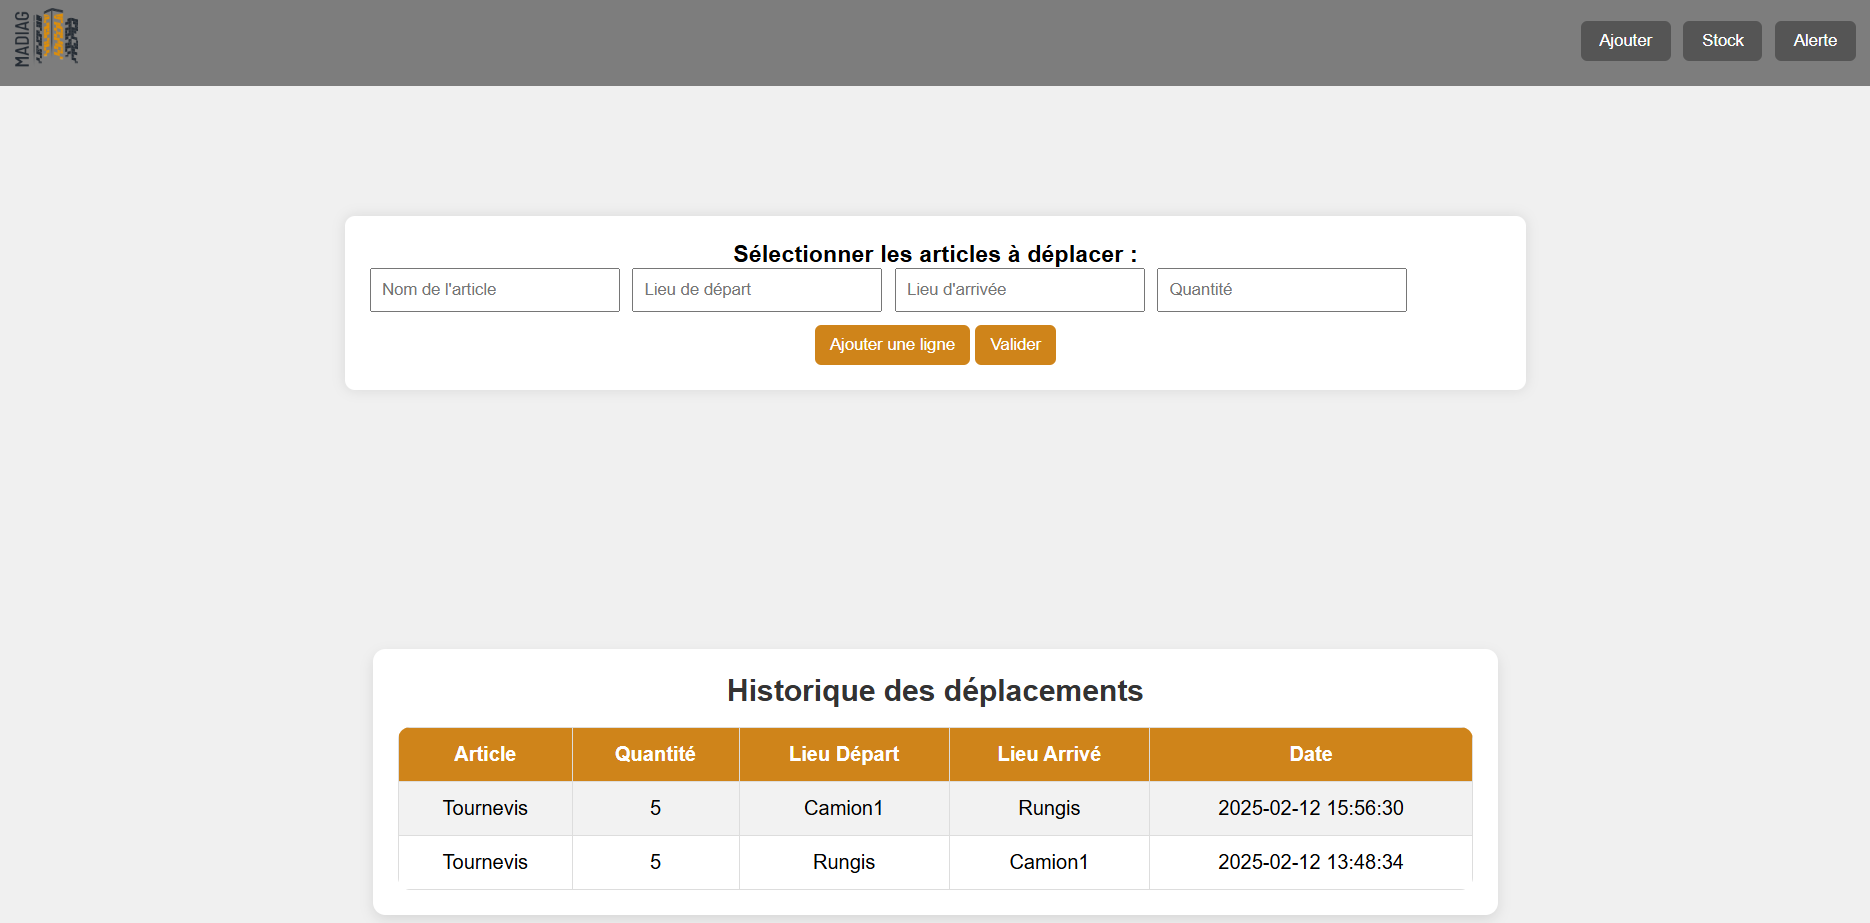 MADIAG
Ajouter Stock Alerte
Sélectionner les articles à déplacer :
Nom de l'article Lieu de départ Lieu d'arrivée Quantité
Ajouter une ligne Valider
Historique des déplacements
Article Quantité Lieu Départ Lieu Arrivé Date
Tournevis 5 Camion1 Rungis 2025-02-12 15:56:30
Tournevis 5 Rungis Camion1 2025-02-12 13:48:34